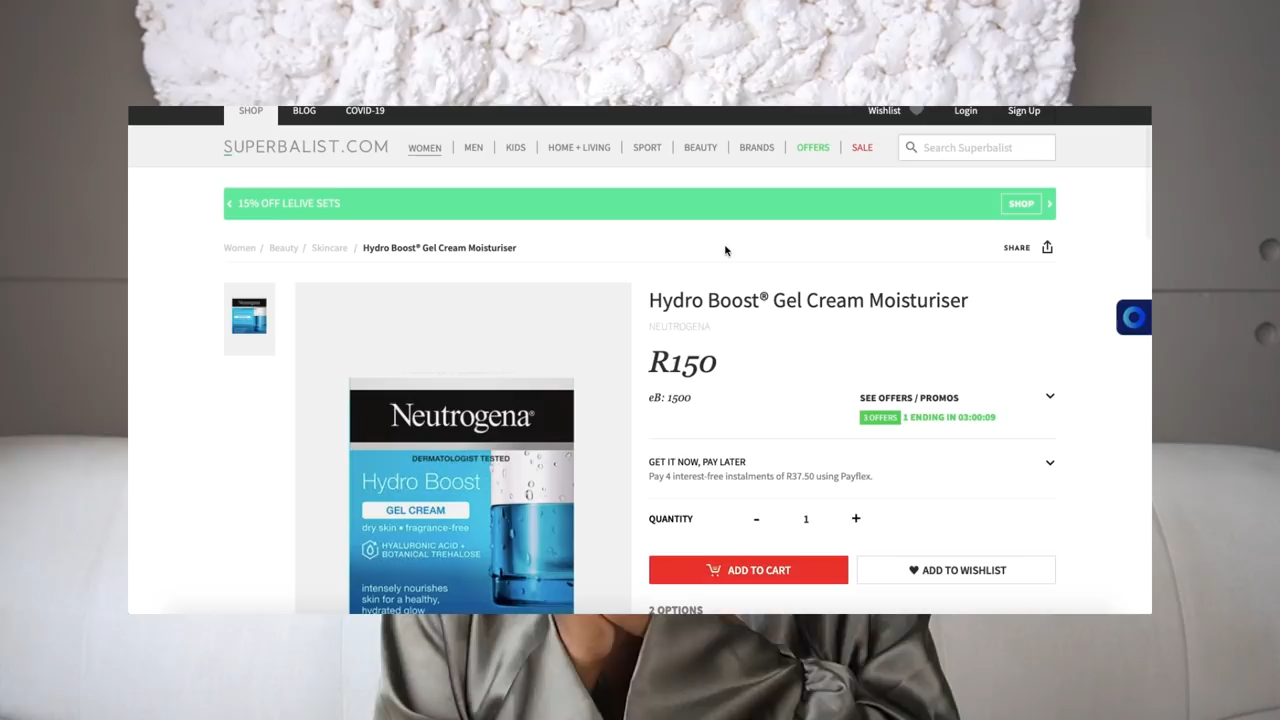 SHOP BLOG COVID-19 Wishlist Login Sign Up
SUPERBALIST.COM WOMEN MEN KIDS HOME + LIVING SPORT BEAUTY BRANDS OFFERS SALE Search Superbalist
15% OFF LELIVE SETS SHOP
Women / Beauty / Skincare / Hydro Boost® Gel Cream Moisturiser SHARE
Hydro Boost® Gel Cream Moisturiser
NEUTROGENA
R150
eB: 1500
SEE OFFERS / PROMOS
3 OFFERS 1 ENDING IN 03:00:09
GET IT NOW, PAY LATER
Pay 4 interest-free instalments of R37.50 using Payflex.
QUANTITY - 1 +
ADD TO CART ADD TO WISHLIST
2 OPTIONS
Neutrogena
Neutrogena®
DERMATOLOGIST TESTED
Hydro Boost
GEL CREAM
dry skin • fragrance-free
HYALURONIC ACID +
BOTANICAL TREHALOSE
intensely nourishes
skin for a healthy,
hydrated glow